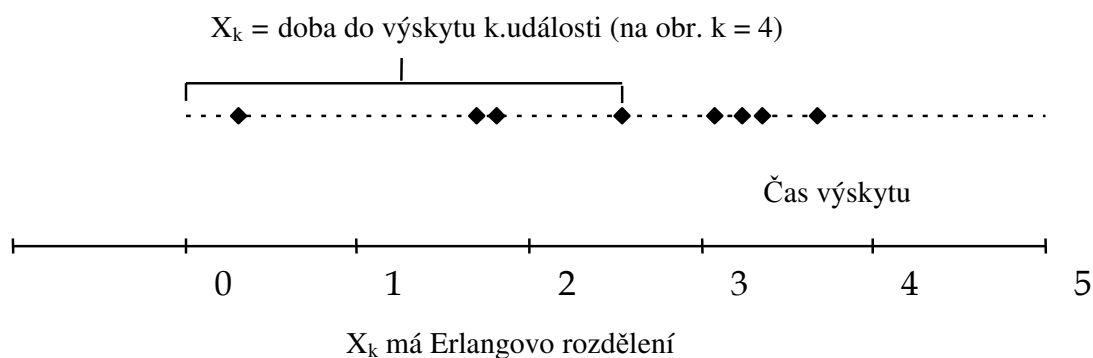 Xₖ = doba do výskytu k.události (na obr. k = 4)
Čas výskytu
0 1 2 3 4 5
Xₖ má Erlangovo rozdělení